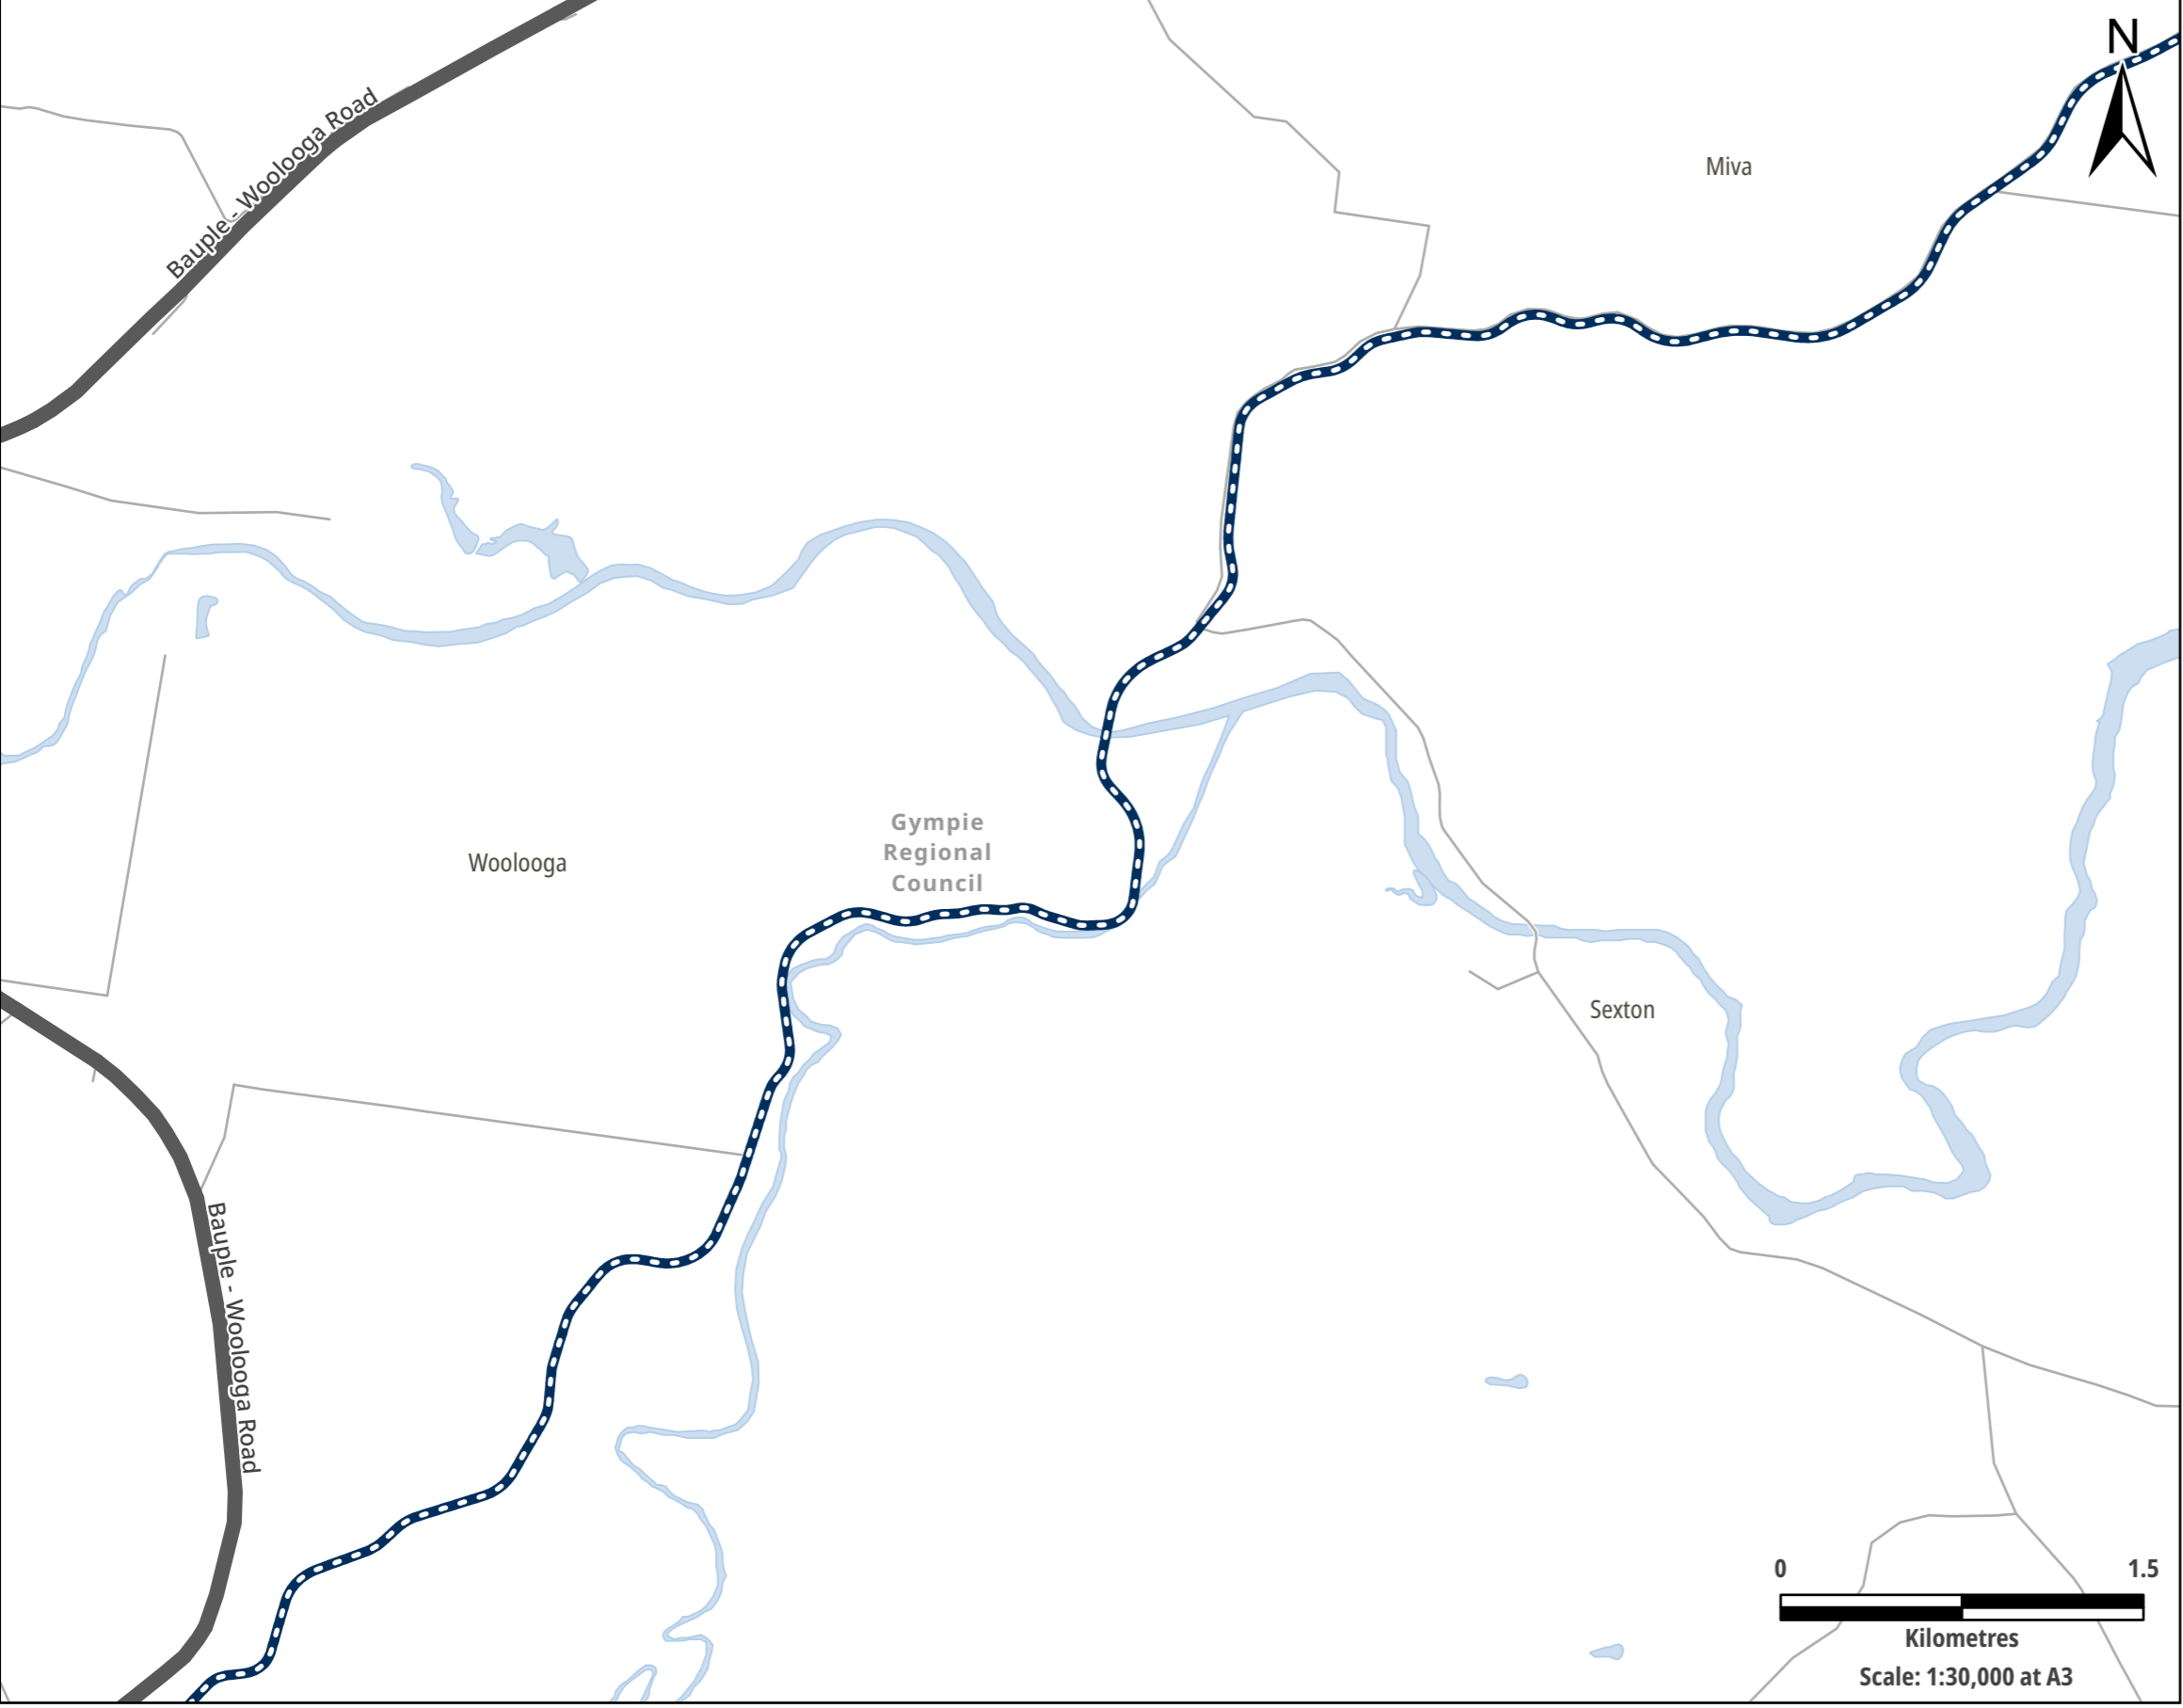 N
Bauple - Woolooga Road
Miva
Gympie
Regional
Council
Woolooga
Sexton
Bauple - Woolooga Road
0 1.5
Kilometres
Scale: 1:30,000 at A3